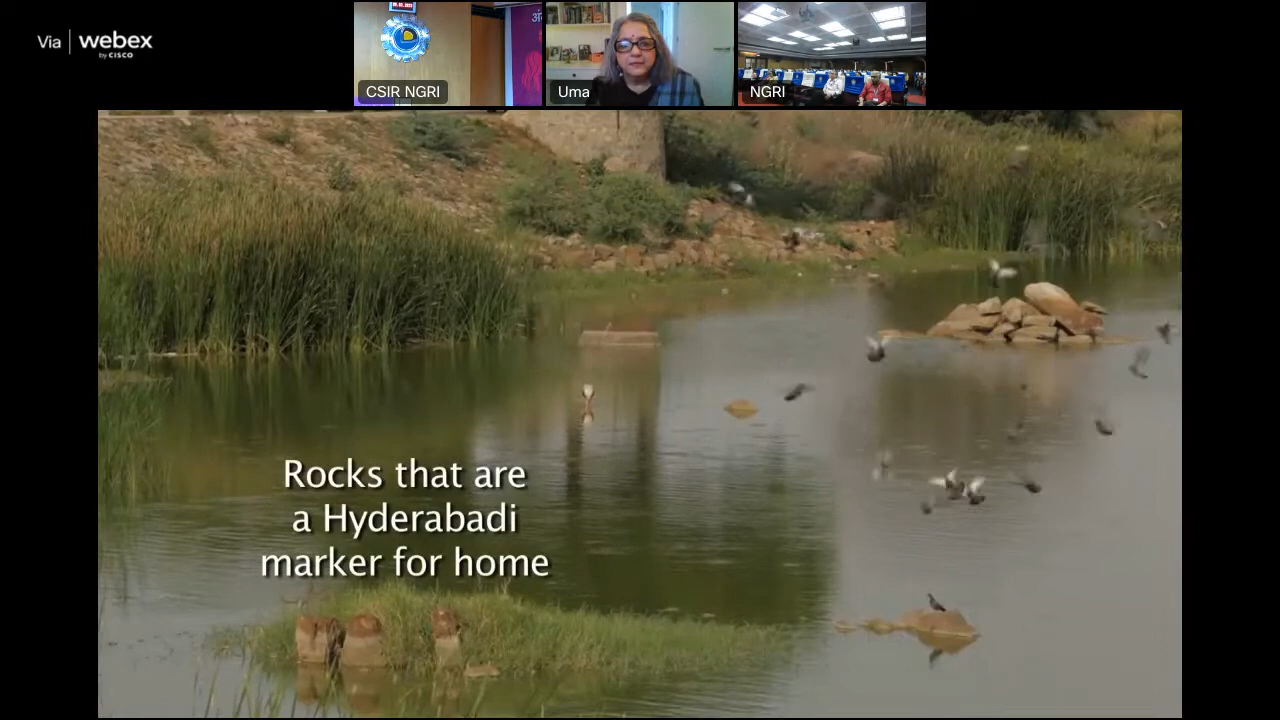 Via webex
by CISCO
CSIR NGRI
Uma
NGRI
Rocks that are
a Hyderabadi
marker for home